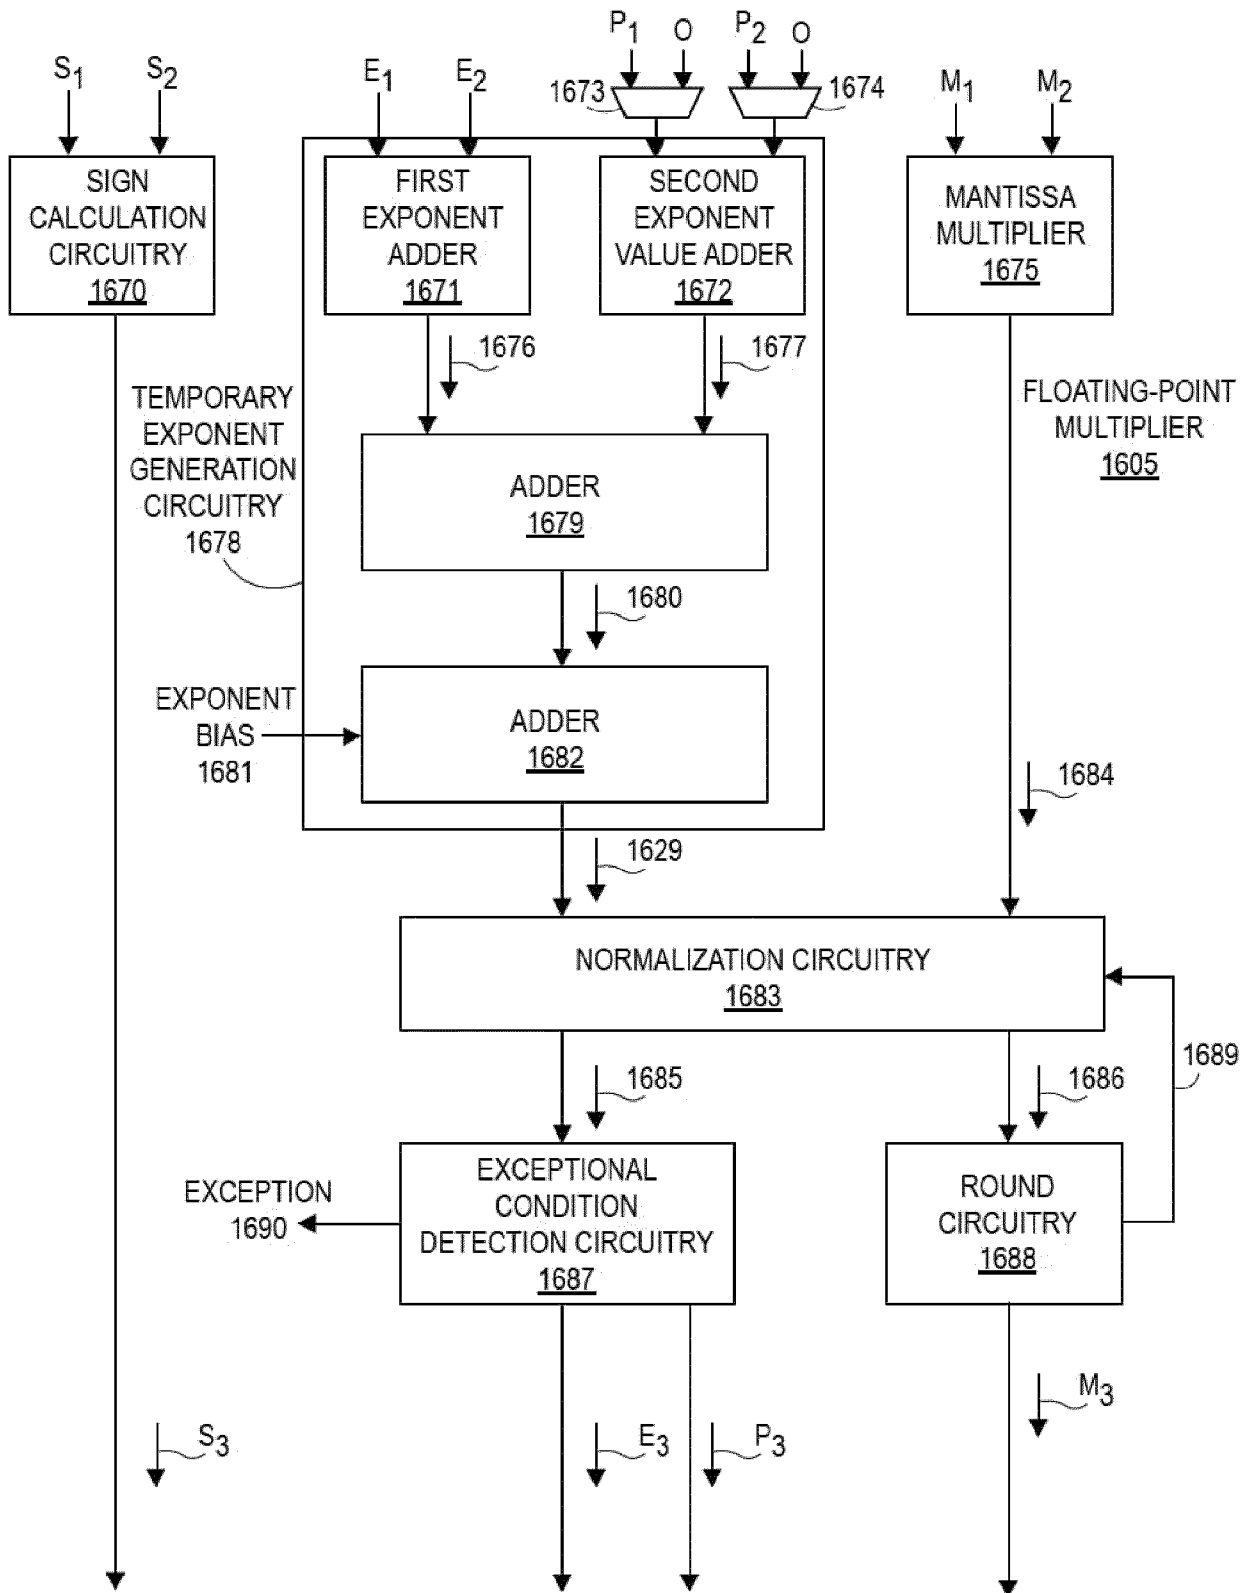 P1 O P2 O
S1 S2 E1 E2 1673 1674 M1 M2
SIGN
CALCULATION
CIRCUITRY
1670
FIRST
EXPONENT
ADDER
1671
SECOND
EXPONENT
VALUE ADDER
1672
MANTISSA
MULTIPLIER
1675
1676
1677
TEMPORARY
EXPONENT
GENERATION
CIRCUITRY
1678
FLOATING-POINT
MULTIPLIER
1605
ADDER
1679
1680
EXPONENT
BIAS
1681
ADDER
1682
1684
1629
NORMALIZATION CIRCUITRY
1683
1689
1685
1686
EXCEPTION
1690
EXCEPTIONAL
CONDITION
DETECTION CIRCUITRY
1687
ROUND
CIRCUITRY
1688
M3
S3 E3 P3